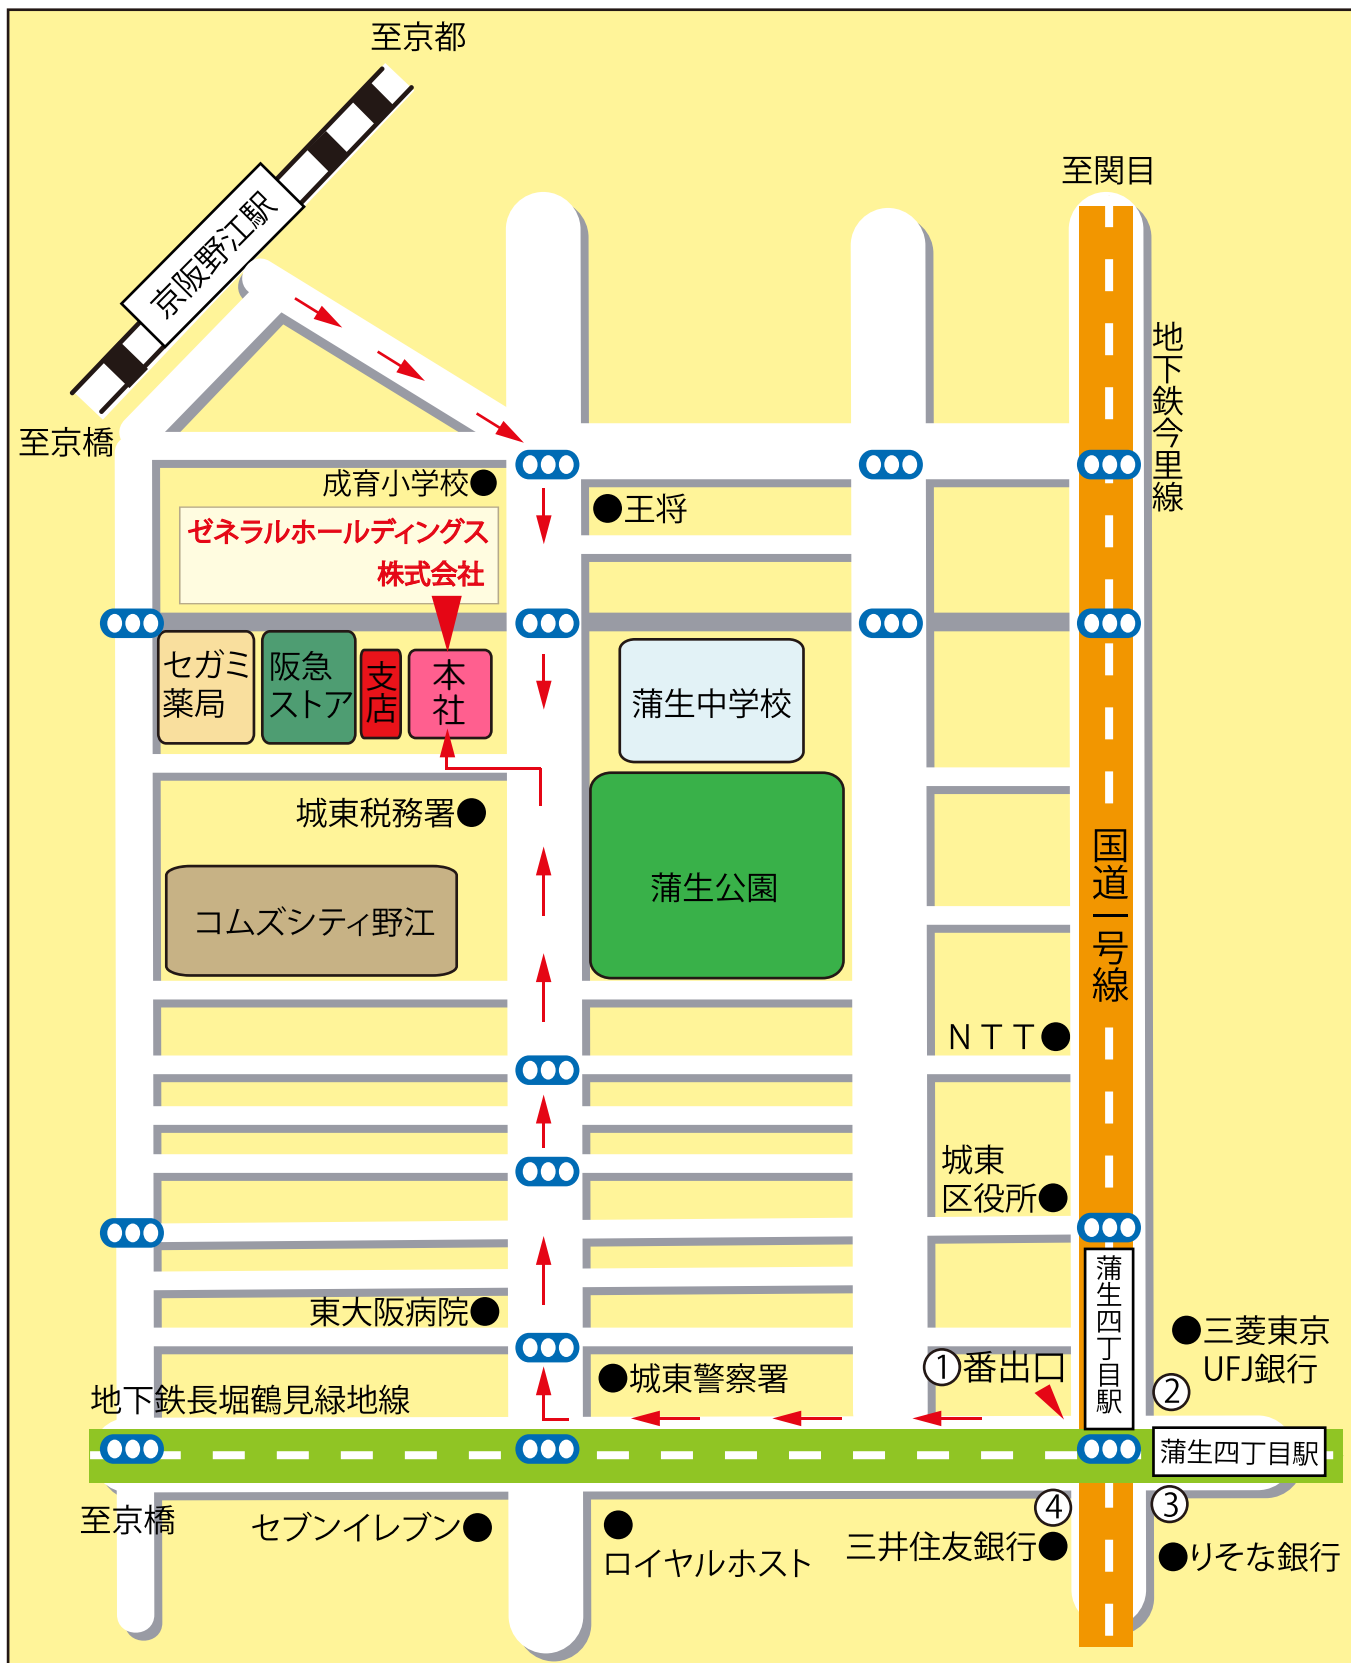 至京都
至関目
京阪野江駅
地下鉄今里線
至京橋
成育小学校
王将
ゼネラルホールディングス
株式会社
セガミ
薬局
阪急
ストア
支店
本社
蒲生中学校
城東税務署
国道一号線
蒲生公園
コムズシティ野江
NTT
城東
区役所
蒲生四丁目駅
東大阪病院
三菱東京
UFJ銀行
①番出口
城東警察署
②
地下鉄長堀鶴見緑地線
蒲生四丁目駅
至京橋
④
③
セブンイレブン
ロイヤルホスト
三井住友銀行
りそな銀行